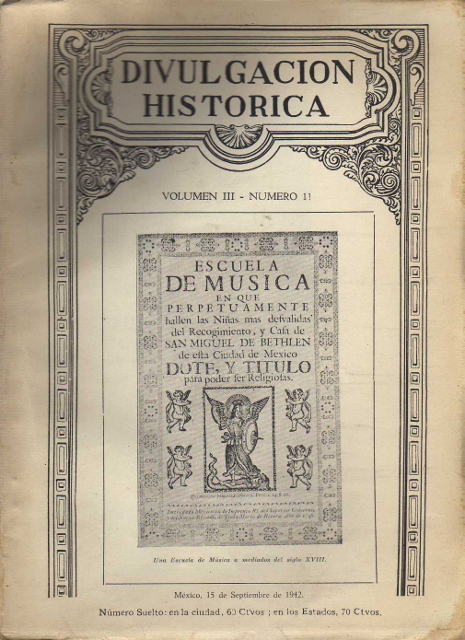 DIVULGACION
HISTORICA
VOLUMEN III - NUMERO 11
ESCUELA
DE MUSICA
EN QUE
PERPETUAMENTE
hallen las Niñas mas desvalidas
del Recogimiento, y Casa de
SAN MIGUEL DE BETHLEN
de esta Ciudad de Mexico
DOTE, Y TITULO
para poder ser Religiosas.
Una Escuela de Música a mediados del siglo XVIII.
México, 15 de Septiembre de 1942.
Número Suelto: en la ciudad, 60 Ctvos ; en los Estados, 70 Ctvos.